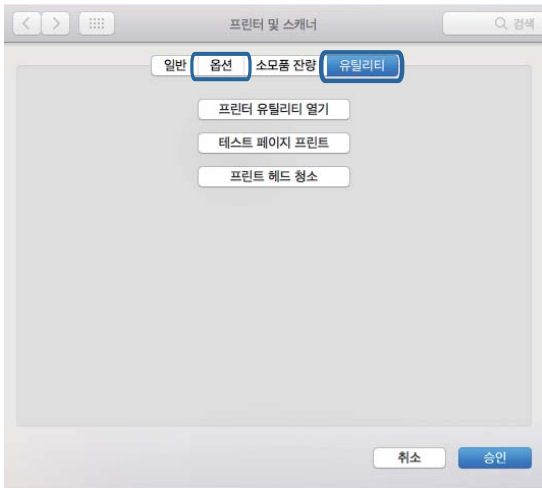 프린터 및 스캐너 검색
일반 옵션 소모품 잔량 유틸리티
프린터 유틸리티 열기
테스트 페이지 프린트
프린트 헤드 청소
취소 승인